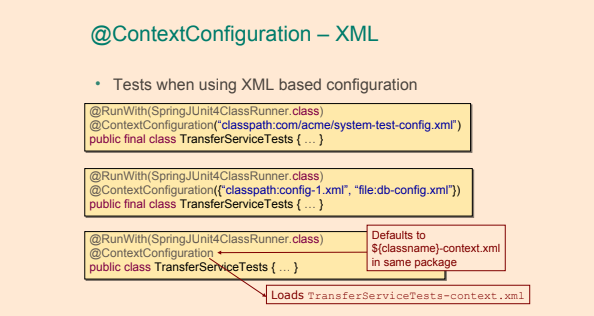 @ContextConfiguration – XML
• Tests when using XML based configuration
@RunWith(SpringJUnit4ClassRunner.class)
@ContextConfiguration(“classpath:com/acme/system-test-config.xml”)
public final class TransferServiceTests { … }
@RunWith(SpringJUnit4ClassRunner.class)
@ContextConfiguration({“classpath:config-1.xml”, “file:db-config.xml”})
public final class TransferServiceTests { … }
@RunWith(SpringJUnit4ClassRunner.class)
@ContextConfiguration
public class TransferServiceTests { … }
Defaults to
${classname}-context.xml
in same package
Loads TransferServiceTests-context.xml